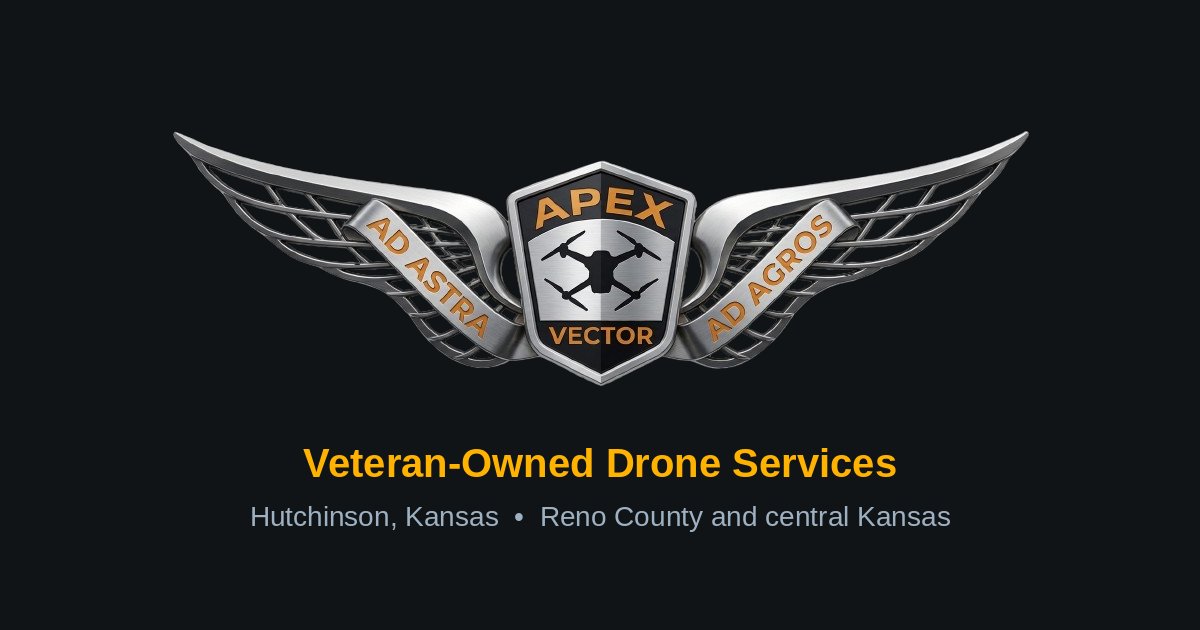 APEX
VECTOR
AD ASTRA
AD AGROS
Veteran-Owned Drone Services
Hutchinson, Kansas • Reno County and central Kansas